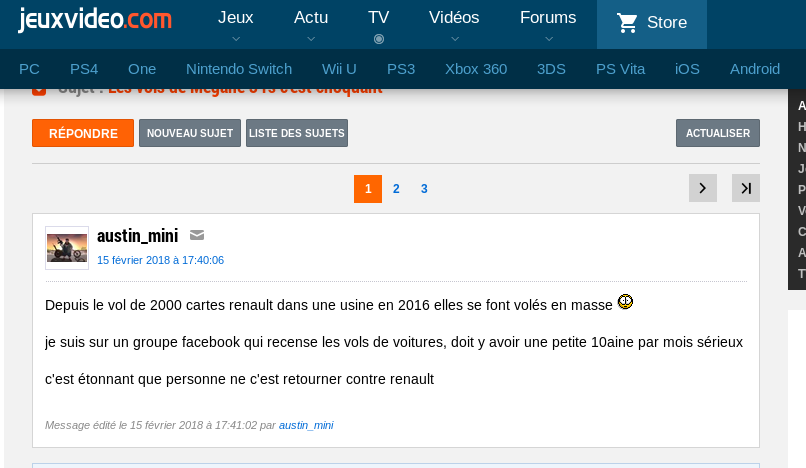 jeuxvideo.com Jeux Actu TV Vidéos Forums Store
PC PS4 One Nintendo Switch Wii U PS3 Xbox 360 3DS PS Vita iOS Android
Sujet : Les vols de Mégane 3 rs c'est choquant
RÉPONDRE NOUVEAU SUJET LISTE DES SUJETS ACTUALISER
1 2 3
austin_mini
15 février 2018 à 17:40:06
Depuis le vol de 2000 cartes renault dans une usine en 2016 elles se font volés en masse
je suis sur un groupe facebook qui recense les vols de voitures, doit y avoir une petite 10aine par mois sérieux
c'est étonnant que personne ne c'est retourner contre renault
Message édité le 15 février 2018 à 17:41:02 par austin_mini